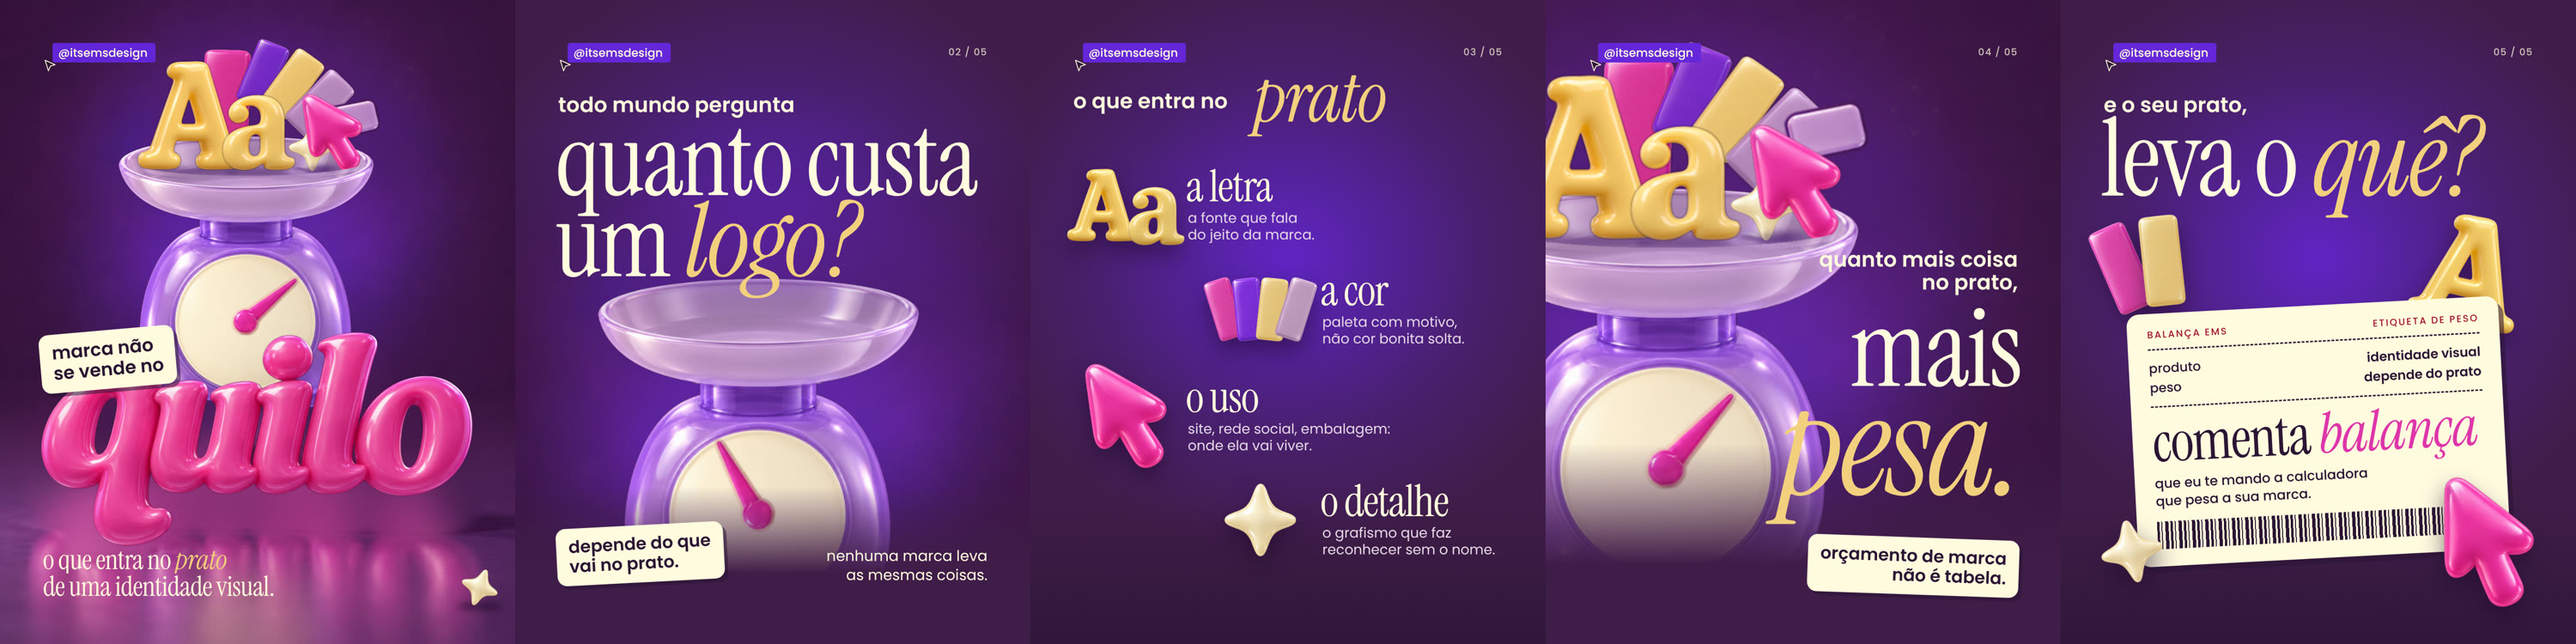 @itsemsdesign
Aa
marca não
se vende no
quilo
o que entra no prato
de uma identidade visual.
@itsemsdesign
02 / 05
todo mundo pergunta
quanto custa
um logo?
depende do que
vai no prato.
nenhuma marca leva
as mesmas coisas.
@itsemsdesign
03 / 05
o que entra no prato
Aa
a letra
a fonte que fala
do jeito da marca.
a cor
paleta com motivo,
não cor bonita solta.
o uso
site, rede social, embalagem:
onde ela vai viver.
o detalhe
o grafismo que faz
reconhecer sem o nome.
@itsemsdesign
04 / 05
Aa
quanto mais coisa
no prato,
mais
pesa.
orçamento de marca
não é tabela.
@itsemsdesign
05 / 05
e o seu prato,
leva o quê?
A
BALANÇA EMS
ETIQUETA DE PESO
produto identidade visual
peso depende do prato
comenta balança
que eu te mando a calculadora
que pesa a sua marca.